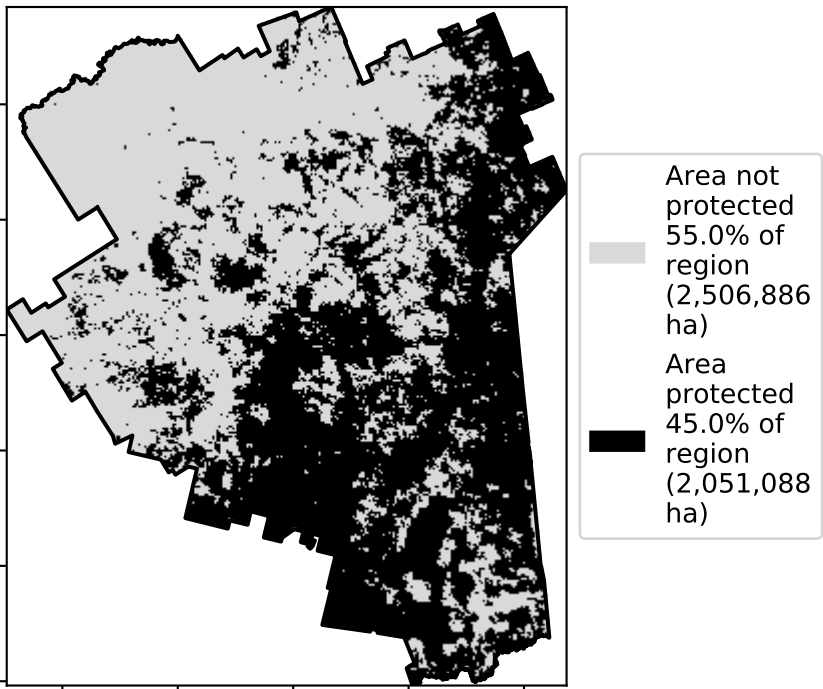 Area not
protected
55.0% of
region
(2,506,886
ha)
Area
protected
45.0% of
region
(2,051,088
ha)